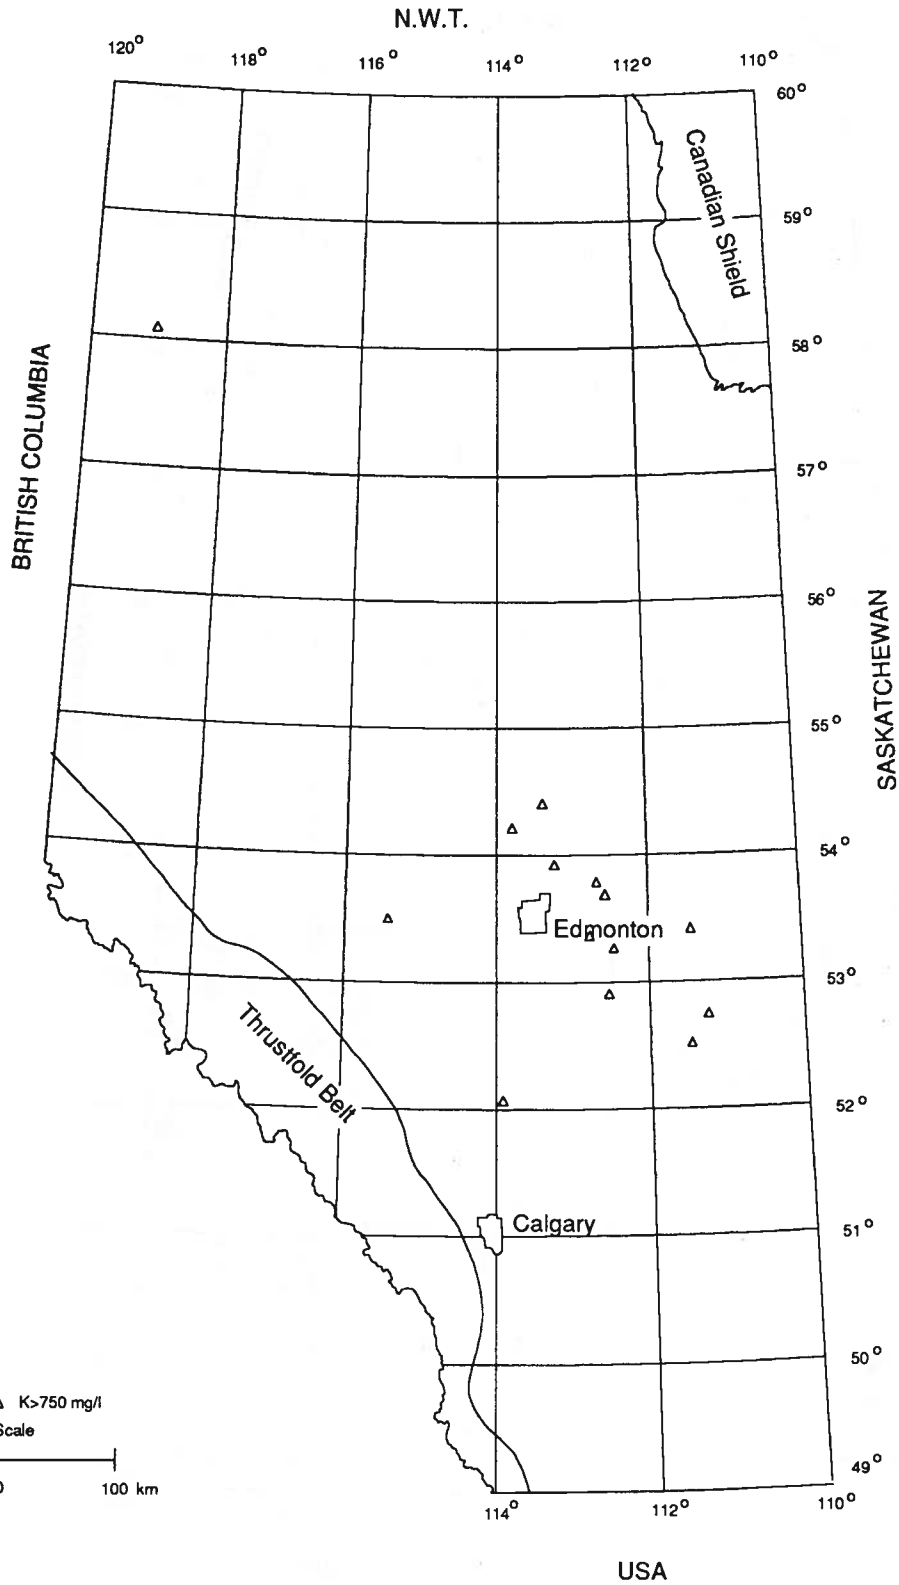 N.W.T.
120°
118°
116°
114°
112°
110°
60°
Canadian Shield
59°
58°
BRITISH COLUMBIA
57°
56°
SASKATCHEWAN
55°
54°
Edmonton
53°
Thrustfold Belt
52°
Calgary
51°
50°
K>750 mg/l
Scale
49°
0 100 km
114°
112°
110°
USA